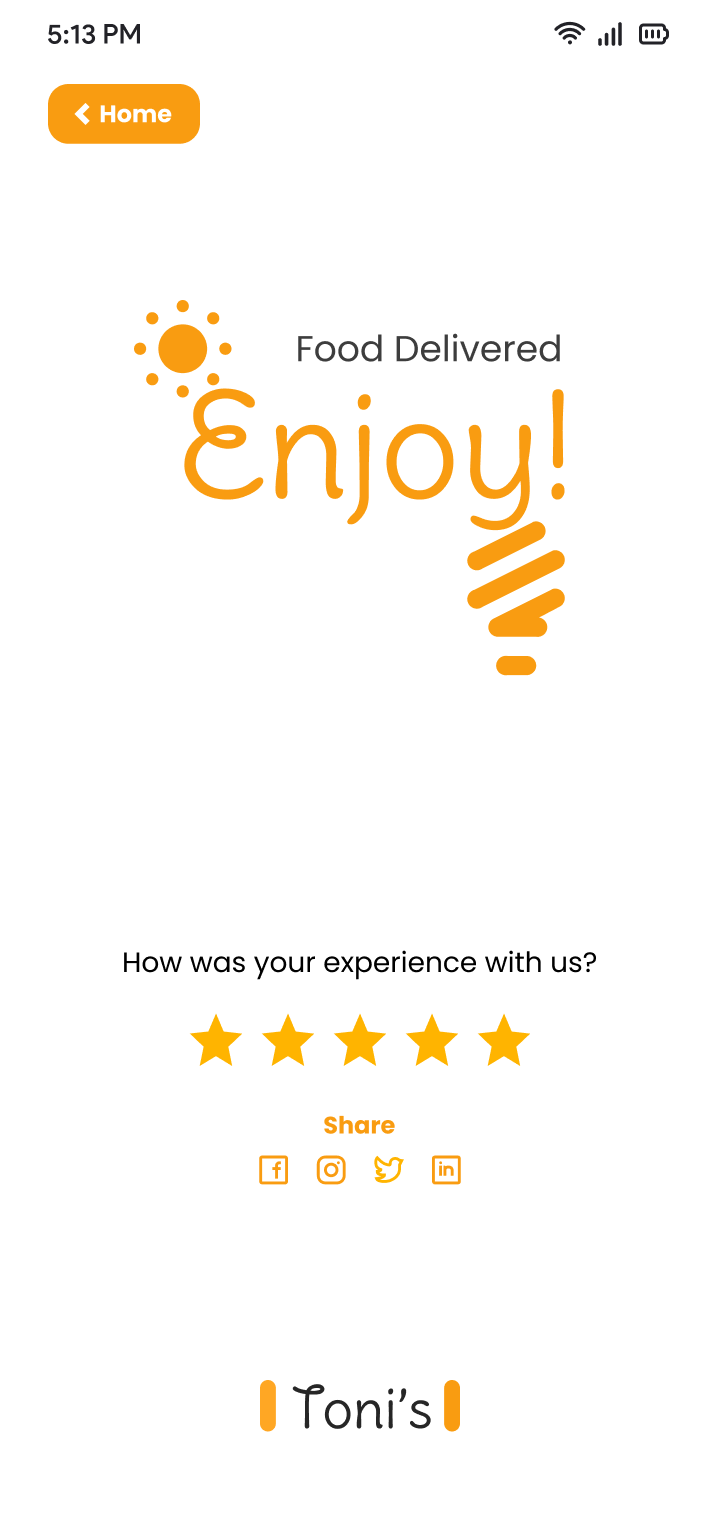 5:13 PM
Home
Food Delivered
Enjoy!
How was your experience with us?
Share
Toni's